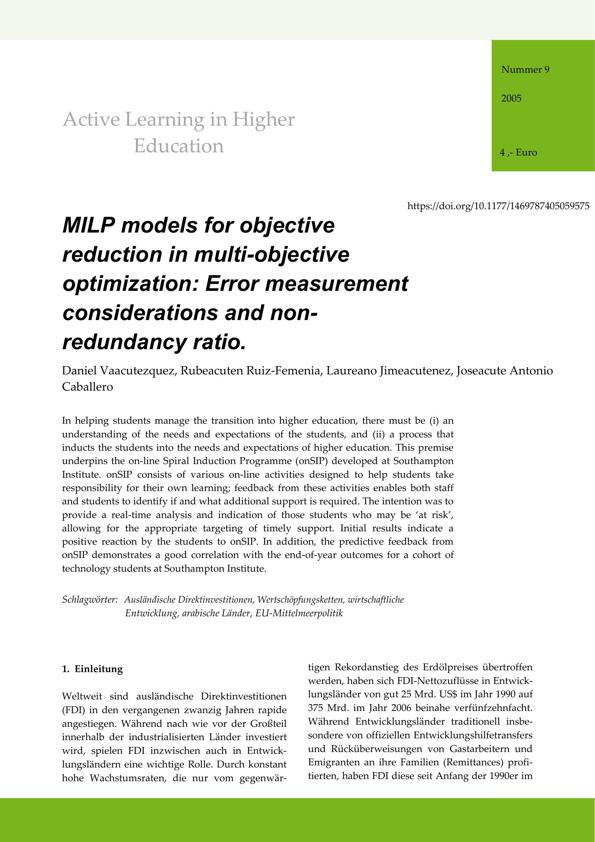 Nummer 9
2005
4 ,- Euro
Active Learning in Higher
Education
https://doi.org/10.1177/1469787405059575
MILP models for objective
reduction in multi-objective
optimization: Error measurement
considerations and non-
redundancy ratio.
Daniel Vaacutezquez, Rubeacuten Ruiz-Femenia, Laureano Jimeacutenez, Joseacute Antonio
Caballero
In helping students manage the transition into higher education, there must be (i) an
understanding of the needs and expectations of the students, and (ii) a process that
inducts the students into the needs and expectations of higher education. This premise
underpins the on-line Spiral Induction Programme (onSIP) developed at Southampton
Institute. onSIP consists of various on-line activities designed to help students take
responsibility for their own learning; feedback from these activities enables both staff
and students to identify if and what additional support is required. The intention was to
provide a real-time analysis and indication of those students who may be ‘at risk’,
allowing for the appropriate targeting of timely support. Initial results indicate a
positive reaction by the students to onSIP. In addition, the predictive feedback from
onSIP demonstrates a good correlation with the end-of-year outcomes for a cohort of
technology students at Southampton Institute.
Schlagwörter: Ausländische Direktinvestitionen, Wertschöpfungsketten, wirtschaftliche
Entwicklung, arabische Länder, EU-Mittelmeerpolitik
1. Einleitung
Weltweit sind ausländische Direktinvestitionen
(FDI) in den vergangenen zwanzig Jahren rapide
angestiegen. Während nach wie vor der Großteil
innerhalb der industrialisierten Länder investiert
wird, spielen FDI inzwischen auch in Entwick-
lungsländern eine wichtige Rolle. Durch konstant
hohe Wachstumsraten, die nur vom gegenwär-
tigen Rekordanstieg des Erdölpreises übertroffen
werden, haben sich FDI-Nettozuflüsse in Entwick-
lungsländer von gut 25 Mrd. US$ im Jahr 1990 auf
375 Mrd. im Jahr 2006 beinahe verfünfzehnfacht.
Während Entwicklungsländer traditionell insbe-
sondere von offiziellen Entwicklungshilfetransfers
und Rücküberweisungen von Gastarbeitern und
Emigranten an ihre Familien (Remittances) profi-
tierten, haben FDI diese seit Anfang der 1990er im